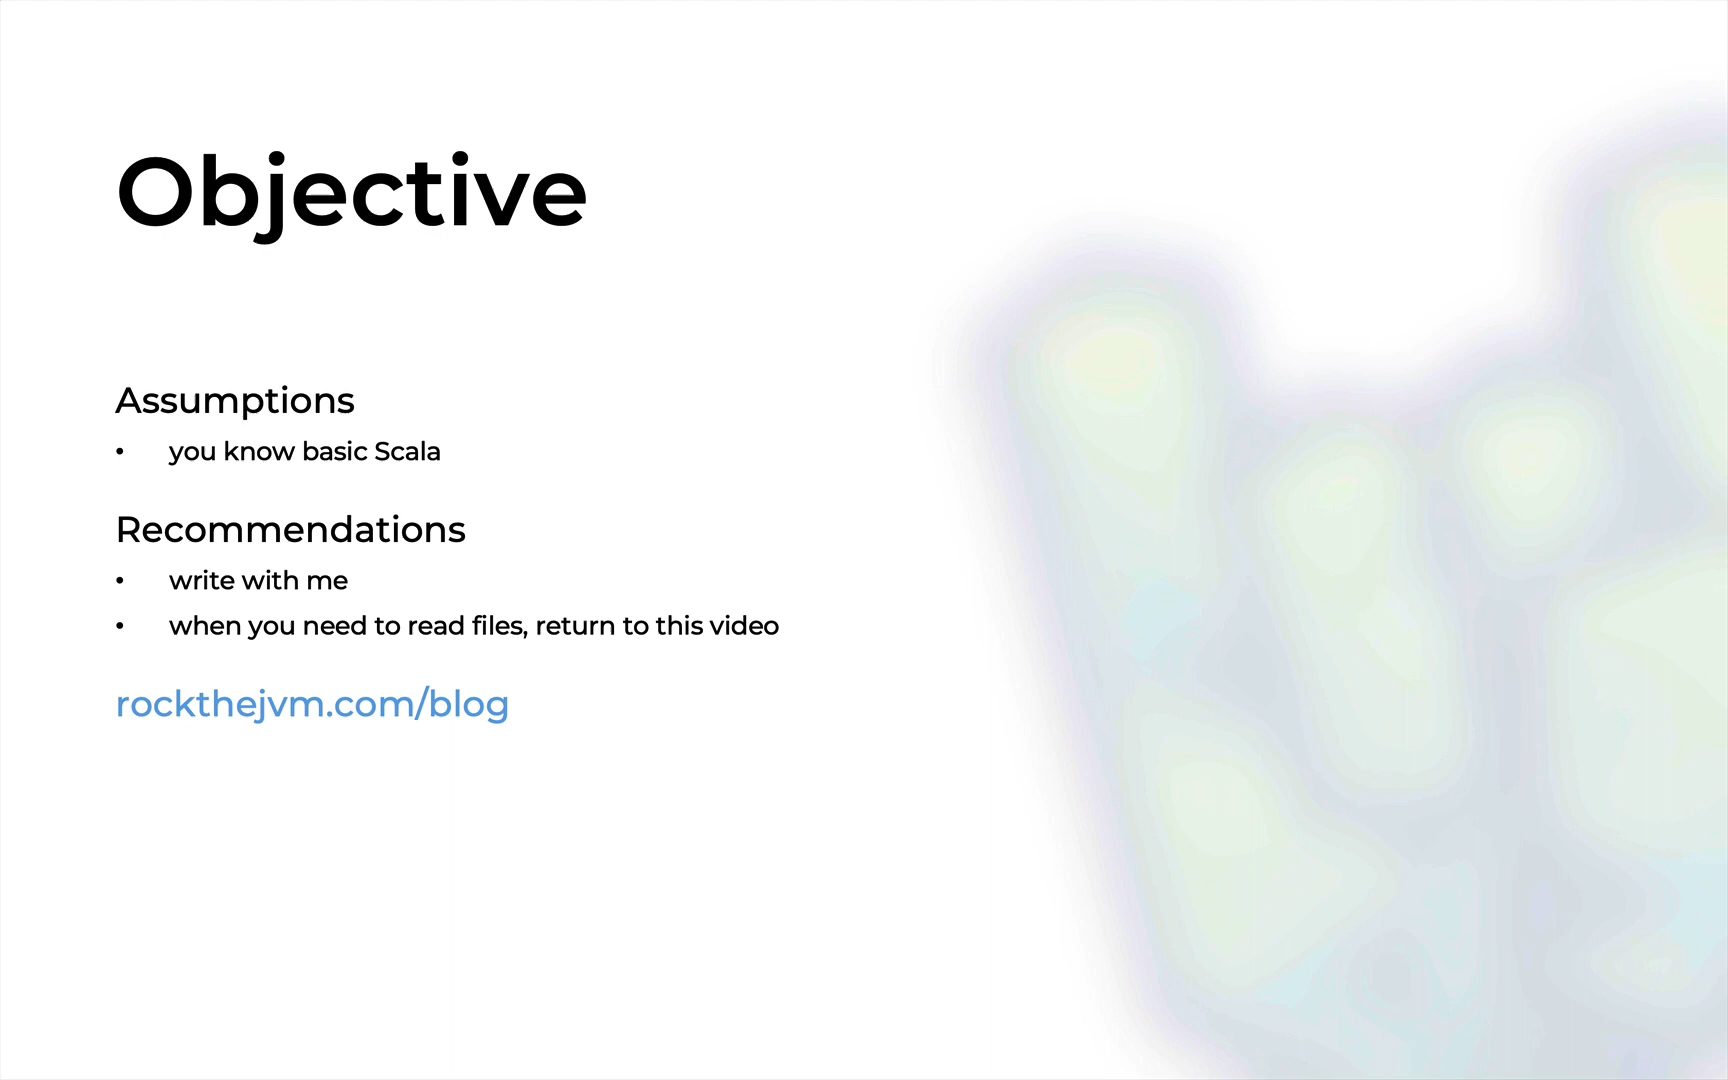 Objective
Assumptions
• you know basic Scala
Recommendations
• write with me
• when you need to read files, return to this video
rockthejvm.com/blog